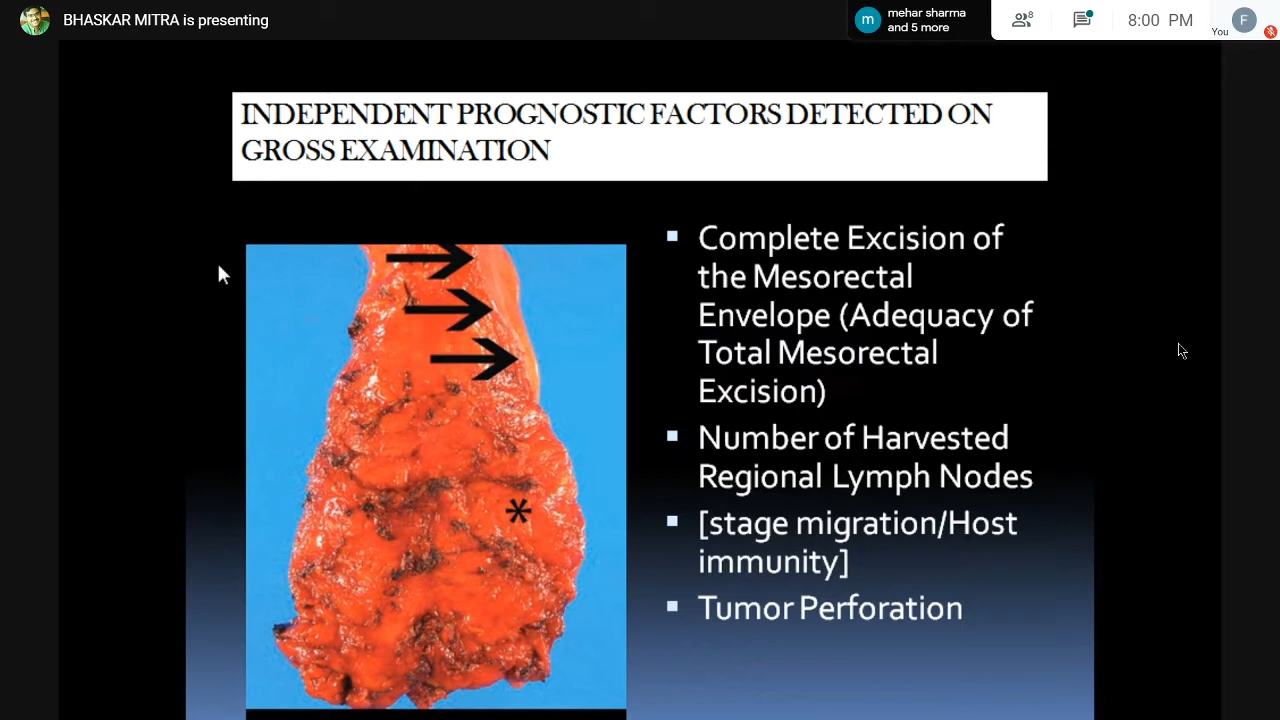 BHASKAR MITRA is presenting
m
mehar sharma
and 5 more
8
8:00 PM
You
F
INDEPENDENT PROGNOSTIC FACTORS DETECTED ON
GROSS EXAMINATION
*
Complete Excision of
the Mesorectal
Envelope (Adequacy of
Total Mesorectal
Excision)
Number of Harvested
Regional Lymph Nodes
[stage migration/Host
immunity]
Tumor Perforation